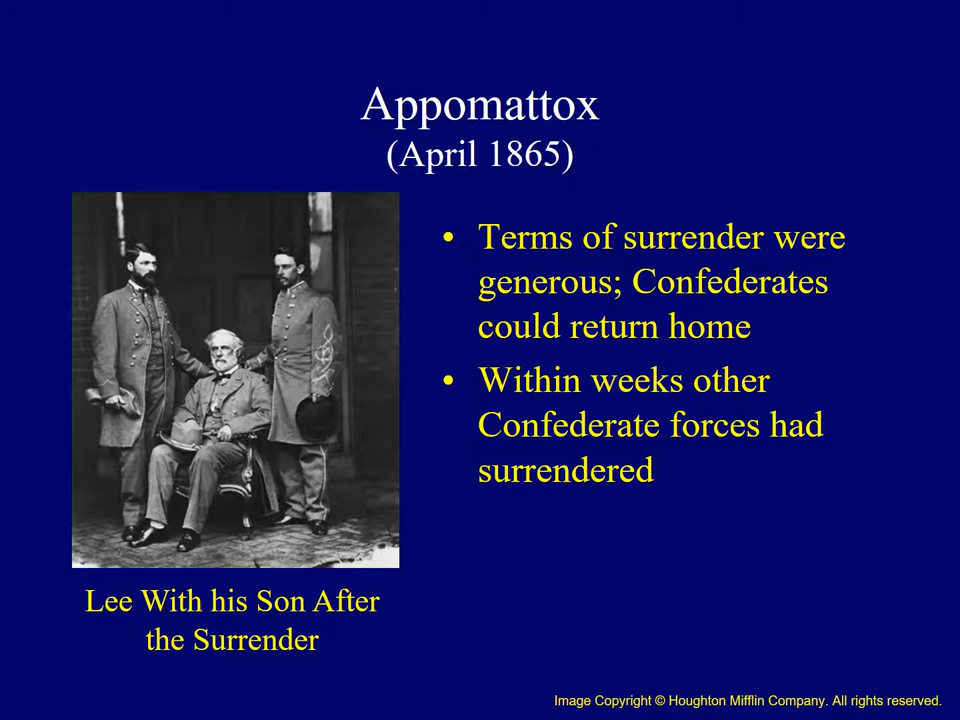 Appomattox
(April 1865)
• Terms of surrender were
generous; Confederates
could return home
• Within weeks other
Confederate forces had
surrendered
Lee With his Son After
the Surrender
Image Copyright © Houghton Mifflin Company. All rights reserved.